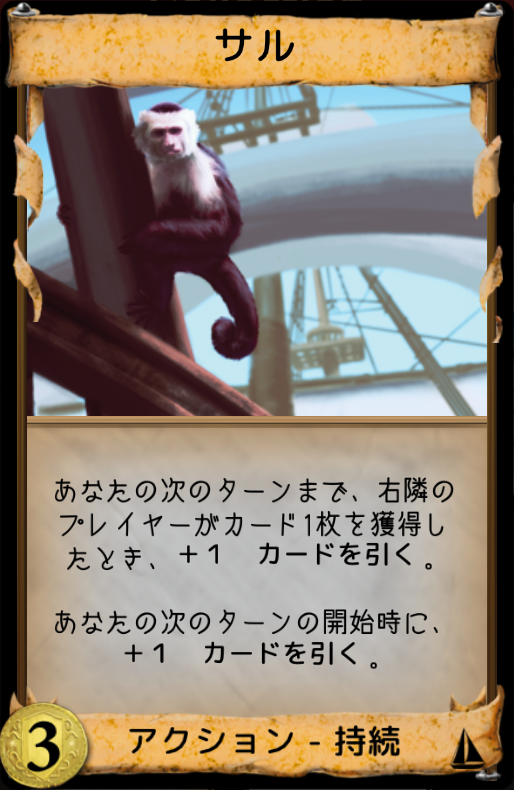 サル
あなたの次のターンまで、右隣の
プレイヤーがカード1枚を獲得し
たとき、+1 カードを引く。
あなたの次のターンの開始時に、
+1 カードを引く。
3
アクション - 持続